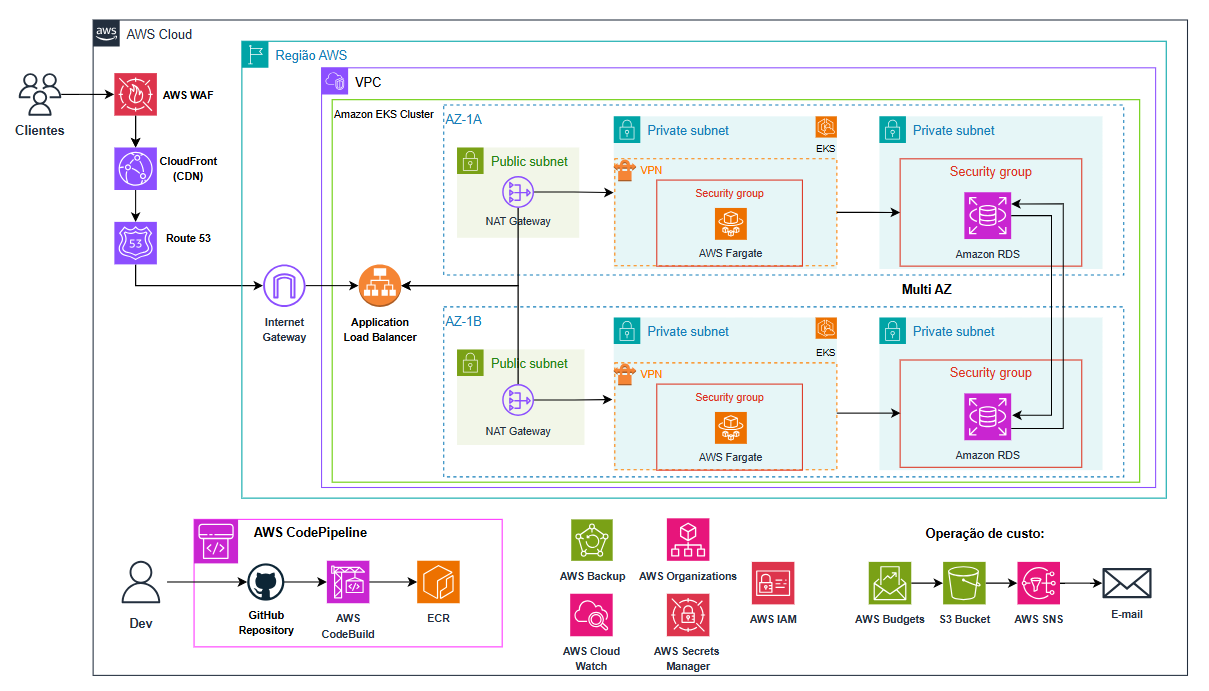 aws
AWS Cloud
Região AWS
VPC
Clientes
AWS WAF
CloudFront
(CDN)
53
Route 53
Internet
Gateway
Application
Load Balancer
Amazon EKS Cluster
AZ-1A
Public subnet
NAT Gateway
Private subnet
EKS
VPN
Security group
AWS Fargate
Private subnet
Security group
Amazon RDS
Multi AZ
AZ-1B
Public subnet
NAT Gateway
Private subnet
EKS
VPN
Security group
AWS Fargate
Private subnet
Security group
Amazon RDS
Dev
AWS CodePipeline
GitHub
Repository
AWS
CodeBuild
ECR
AWS Backup
AWS Organizations
AWS Cloud
Watch
AWS Secrets
Manager
AWS IAM
Operação de custo:
AWS Budgets
S3 Bucket
AWS SNS
E-mail